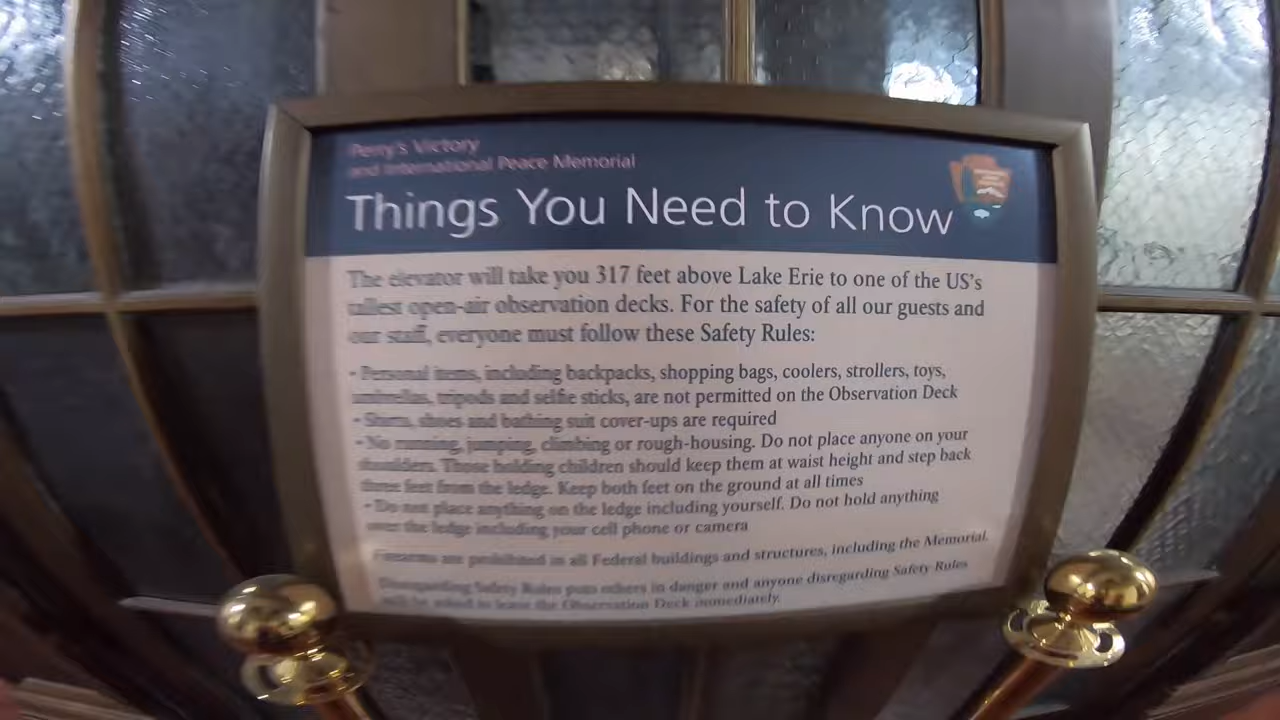 Perry's Victory
and International Peace Memorial
Things You Need to Know
The elevator will take you 317 feet above Lake Erie to one of the US's
tallest open-air observation decks. For the safety of all our guests and
our staff, everyone must follow these Safety Rules:
• Personal items, including backpacks, shopping bags, coolers, strollers, toys,
umbrellas, tripods and selfie sticks, are not permitted on the Observation Deck
• Shirts, shoes and bathing suit cover-ups are required
• No running, jumping, climbing or rough-housing. Do not place anyone on your
shoulders. Those holding children should keep them at waist height and step back
three feet from the ledge. Keep both feet on the ground at all times
• Do not place anything on the ledge including yourself. Do not hold anything
over the ledge including your cell phone or camera
Firearms are prohibited in all Federal buildings and structures, including the Memorial.
Disregarding Safety Rules puts others in danger and anyone disregarding Safety Rules
will be asked to leave the Observation Deck immediately.